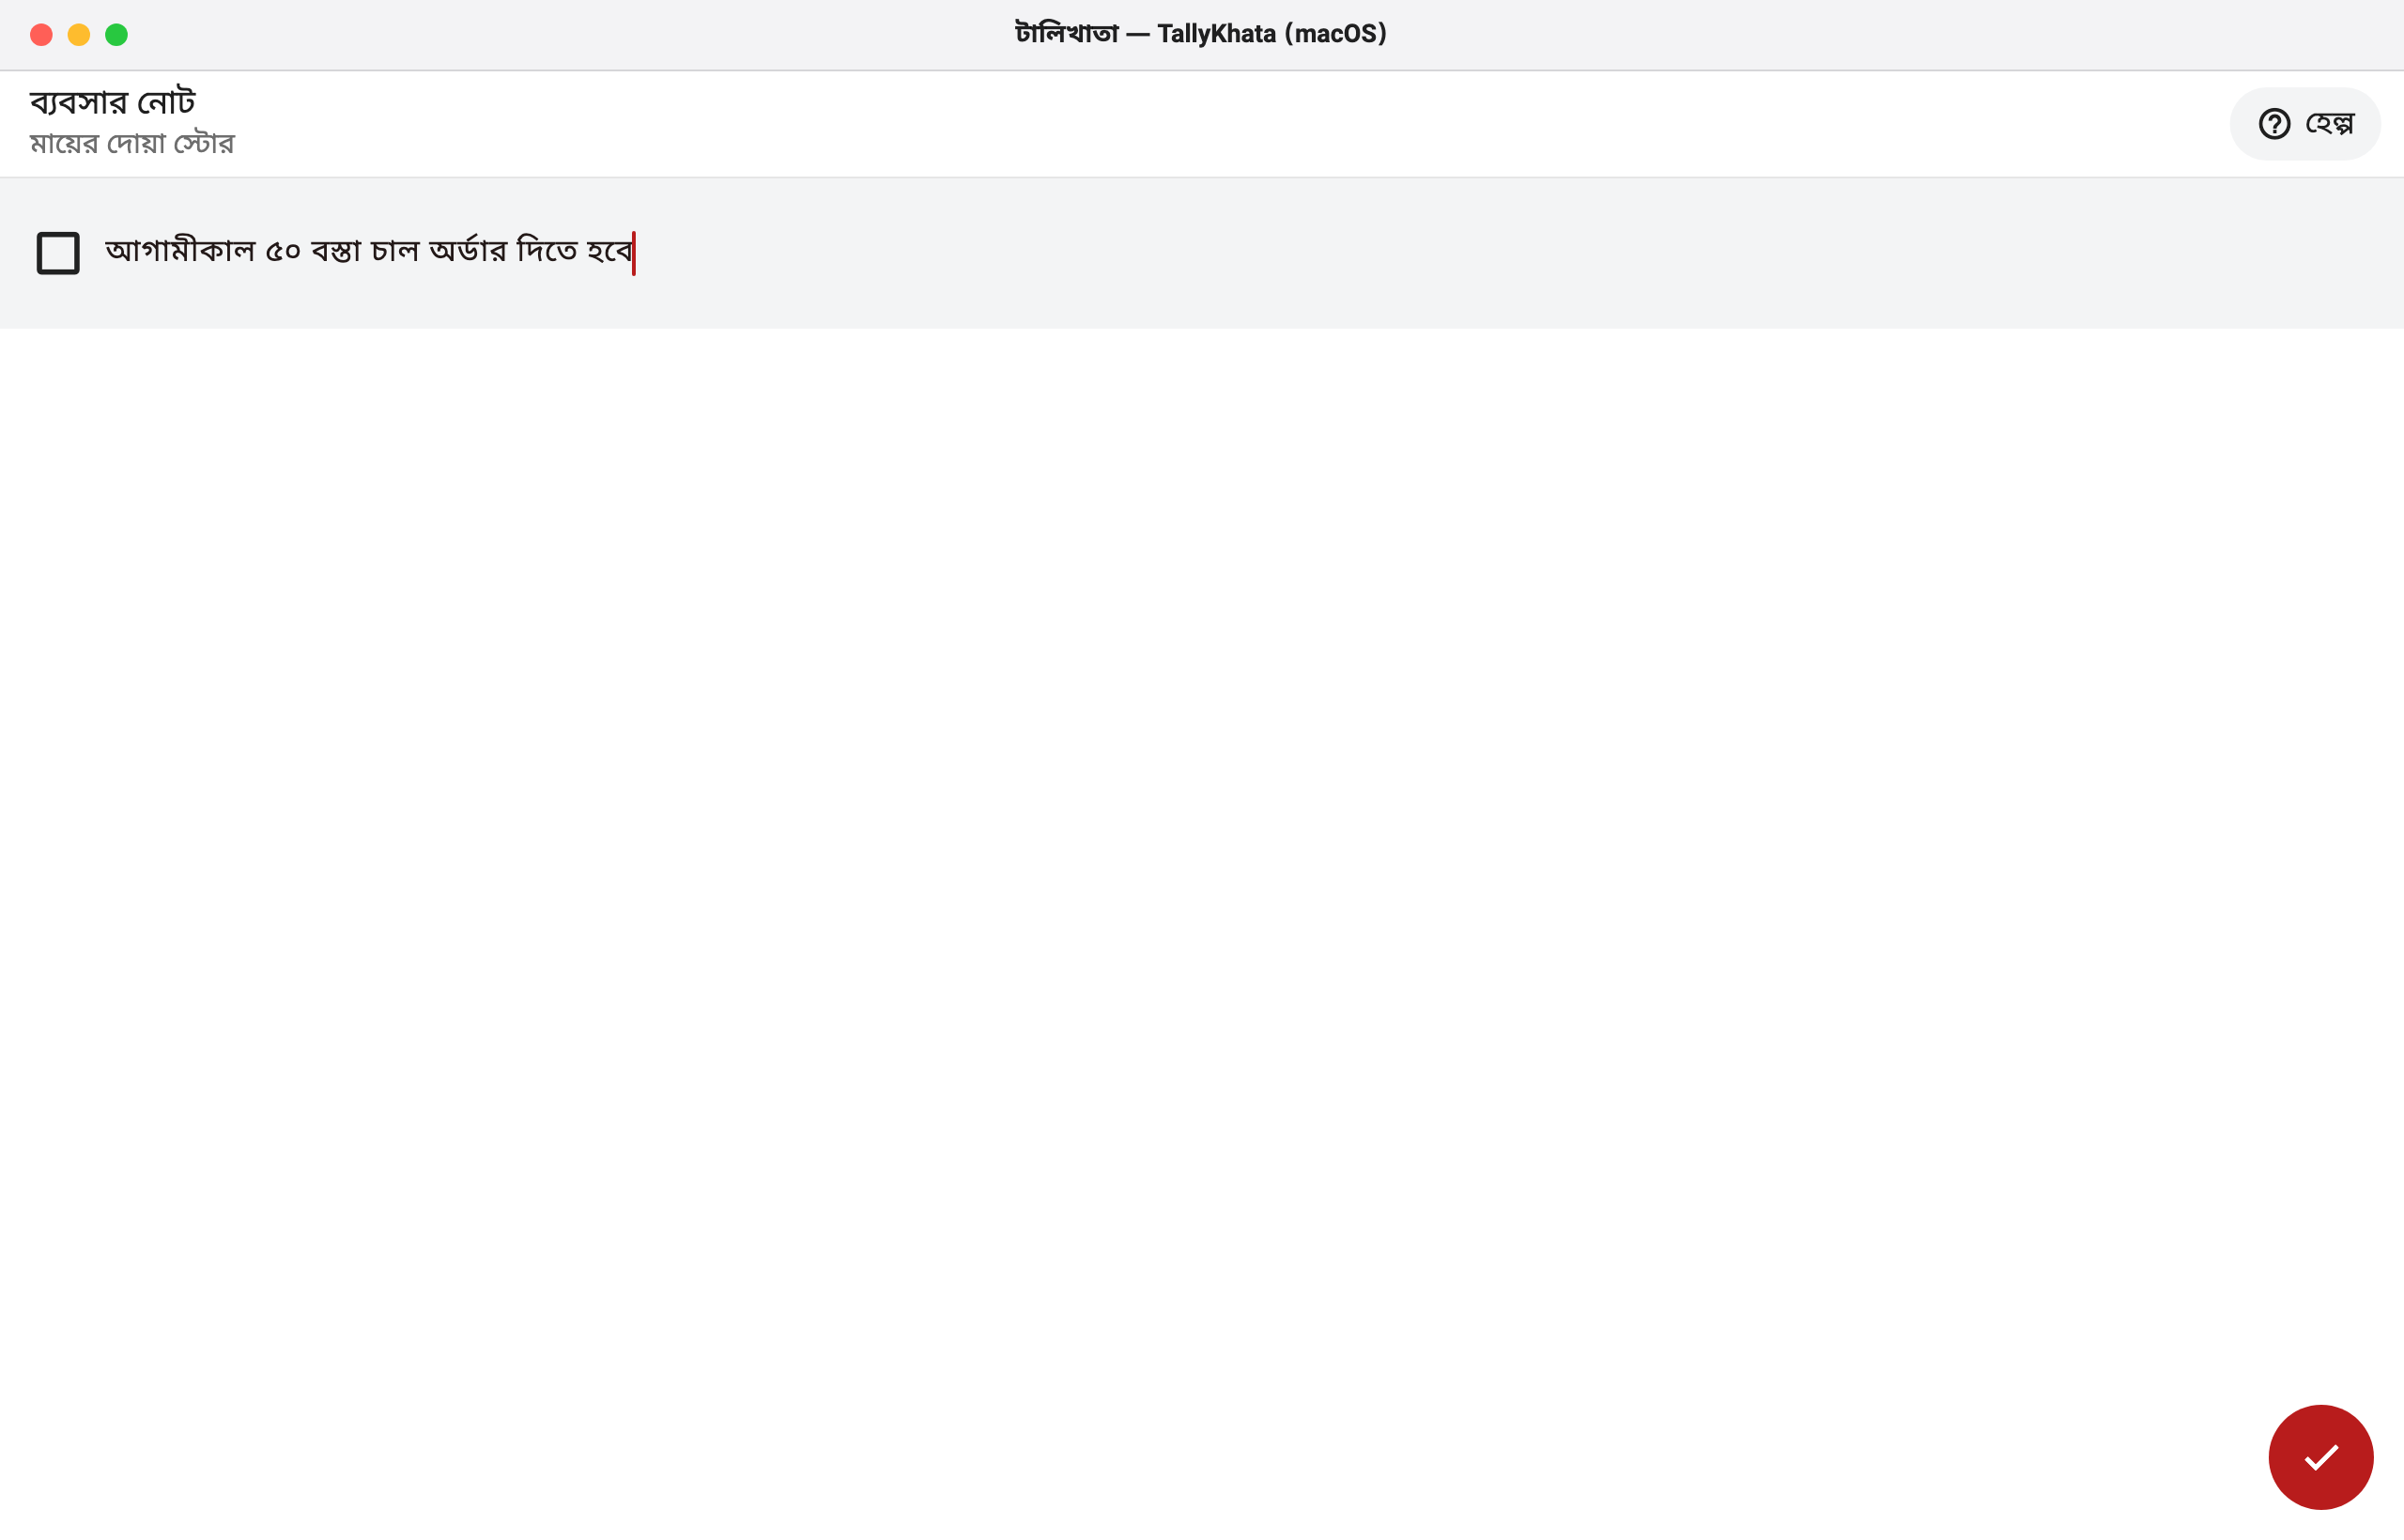 টালিখাতা — TallyKhata (macOS)
ব্যবসার নোট
মায়ের দোয়া স্টোর
হেল্প
আগামীকাল ৫০ বস্তা চাল অর্ডার দিতে হবে